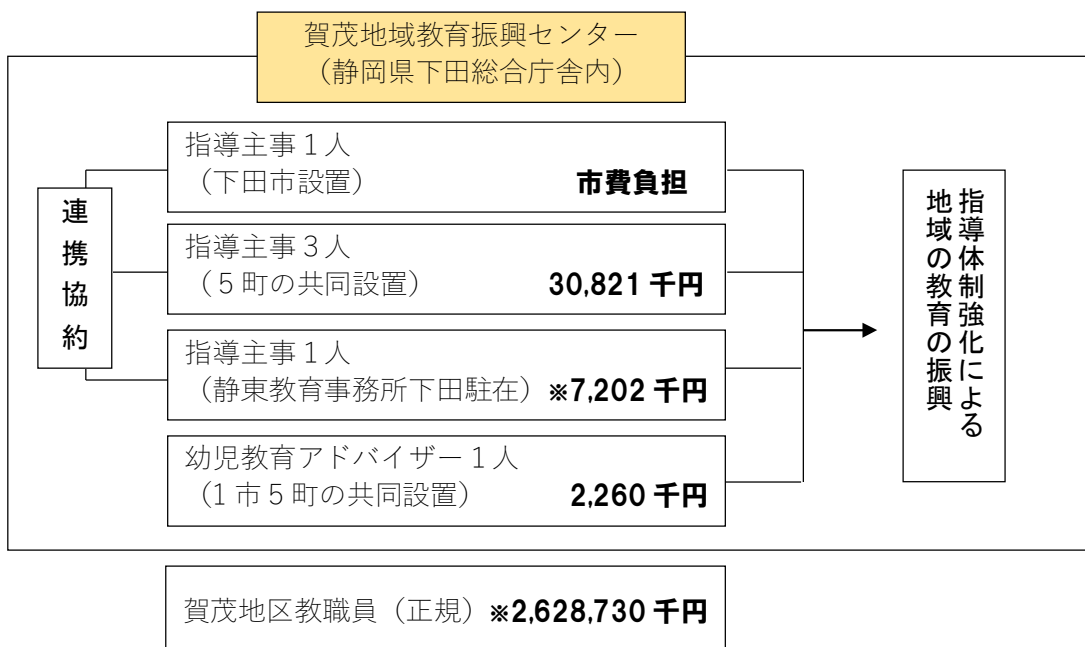 賀茂地域教育振興センター
（静岡県下田総合庁舎内）
連携協約
指導主事１人
（下田市設置） 市費負担
指導主事３人
（５町の共同設置） 30,821 千円
指導主事１人
（静東教育事務所下田駐在）※7,202 千円
幼児教育アドバイザー１人
（1 市５町の共同設置） 2,260 千円
指導体制強化による
地域の教育の振興
賀茂地区教職員（正規）※2,628,730 千円